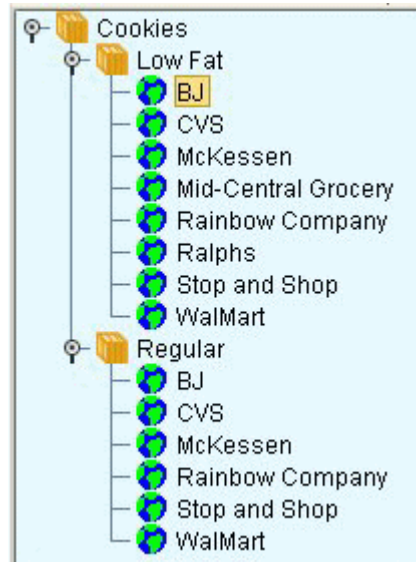 Cookies
Low Fat
BJ
CVS
McKessen
Mid-Central Grocery
Rainbow Company
Ralphs
Stop and Shop
WalMart
Regular
BJ
CVS
McKessen
Rainbow Company
Stop and Shop
WalMart